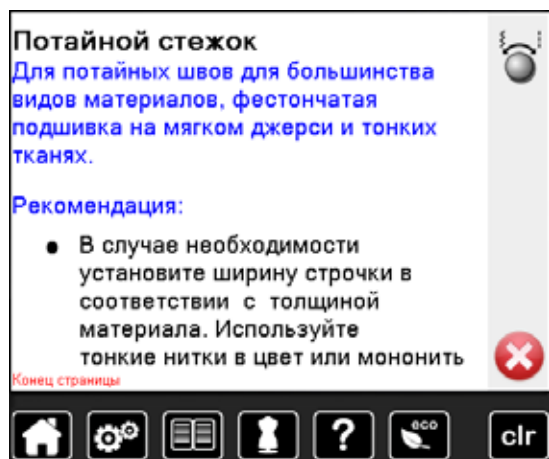 Потайной стежок
Для потайных швов для большинства
видов материалов, фестончатая
подшивка на мягком джерси и тонких
тканях.
Рекомендация:
● В случае необходимости
установите ширину строчки в
соответствии с толщиной
материала. Используйте
тонкие нитки в цвет или мононить
Конец страницы
? eco clr